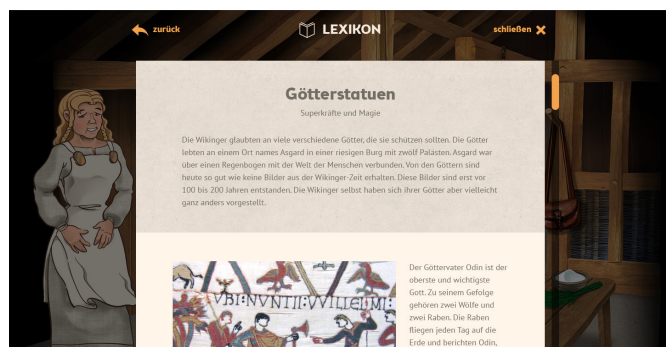 zurück
LEXIKON
schließen
Götterstatuen
Superkräfte und Magie
Die Wikinger glaubten an viele verschiedene Götter, die sie schützen sollten. Die Götter
lebten an einem Ort names Asgard in einer riesigen Burg mit zwölf Palästen. Asgard war
über einen Regenbogen mit der Welt der Menschen verbunden. Von den Göttern sind
heute so gut wie keine Bilder aus der Wikinger-Zeit erhalten. Diese Bilder sind erst vor
100 bis 200 Jahren entstanden. Die Wikinger selbst haben sich ihrer Götter aber vielleicht
ganz anders vorgestellt.
VBI:NVNTII:VVILLELMI:
Der Göttervater Odin ist der
oberste und wichtigste
Gott. Zu seinem Gefolge
gehören zwei Wölfe und
zwei Raben. Die Raben
fliegen jeden Tag auf die
Erde und berichten Odin,